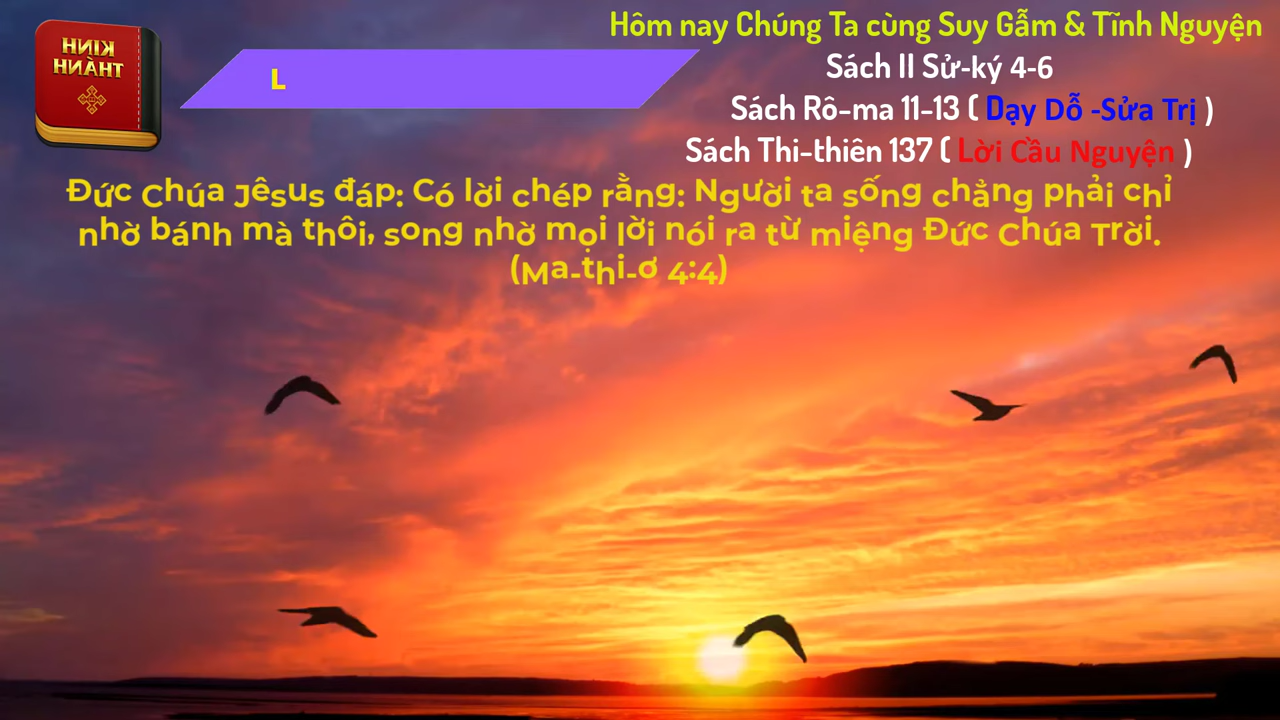 KINH
THÁNH
L
Hôm nay Chúng Ta cùng Suy Gẫm & Tĩnh Nguyện
Sách II Sử-ký 4-6
Sách Rô-ma 11-13 ( Dạy Dỗ -Sửa Trị )
Sách Thi-thiên 137 ( Lời Cầu Nguyện )
Đức Chúa Jêsus đáp: Có lời chép rằng: Người ta sống chẳng phải chỉ
nhờ bánh mà thôi, song nhờ mọi lời nói ra từ miệng Đức Chúa Trời.
(Ma-thi-ơ 4:4)